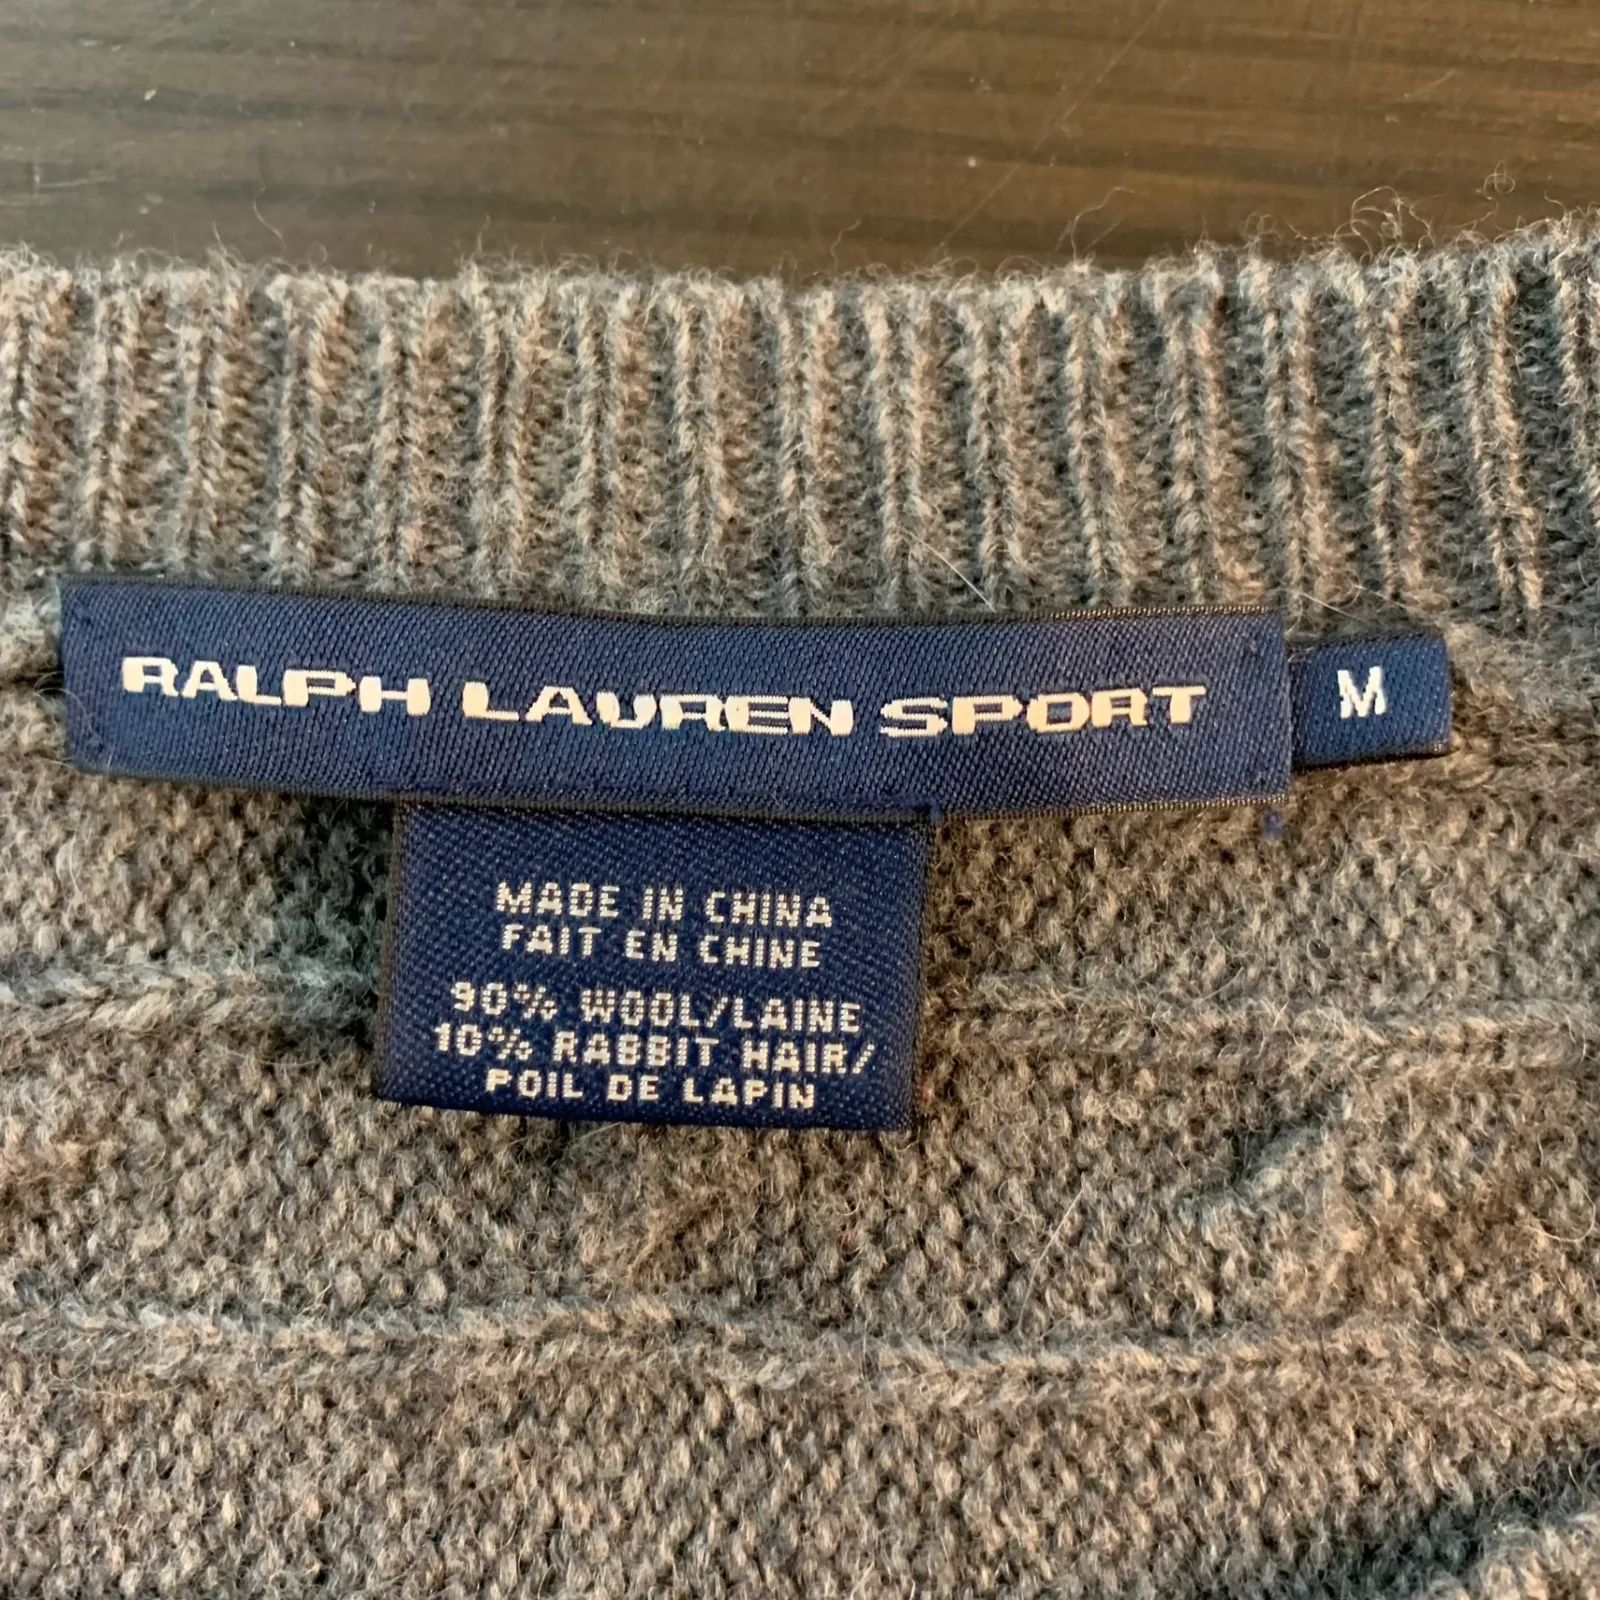 RALPH LAUREN SPORT
M
MADE IN CHINA
FAIT EN CHINE
90% WOOL/LAINE
10% RABBIT HAIR/
POIL DE LAPIN